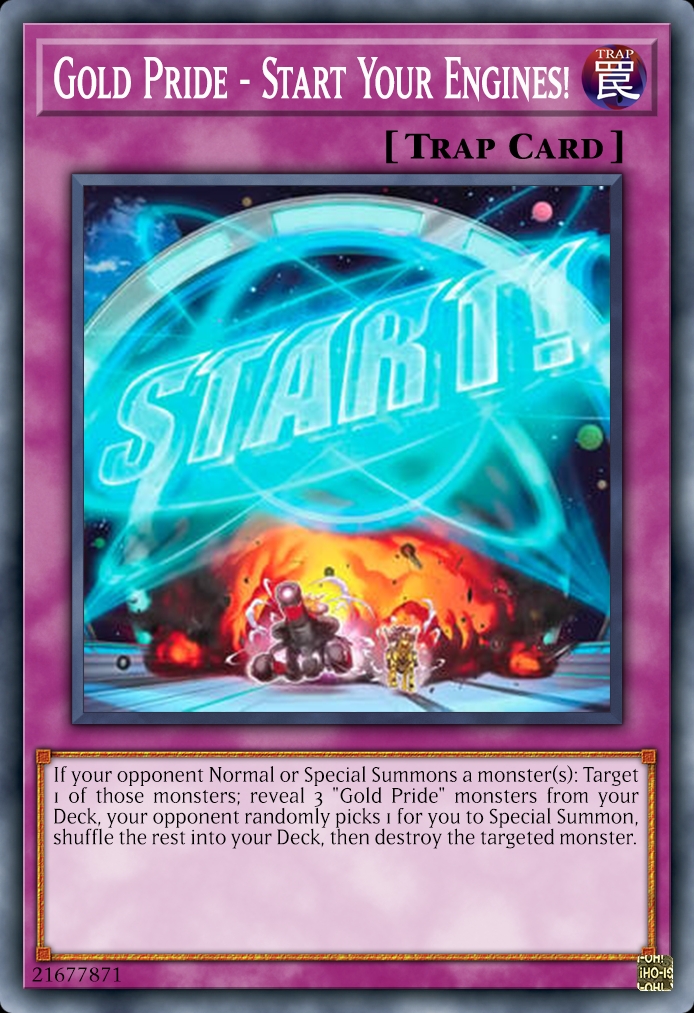 Gold Pride - Start Your Engines!
TRAP
罠
[Trap Card]
START!
If your opponent Normal or Special Summons a monster(s): Target
1 of those monsters; reveal 3 "Gold Pride" monsters from your
Deck, your opponent randomly picks 1 for you to Special Summon,
shuffle the rest into your Deck, then destroy the targeted monster.
21677871